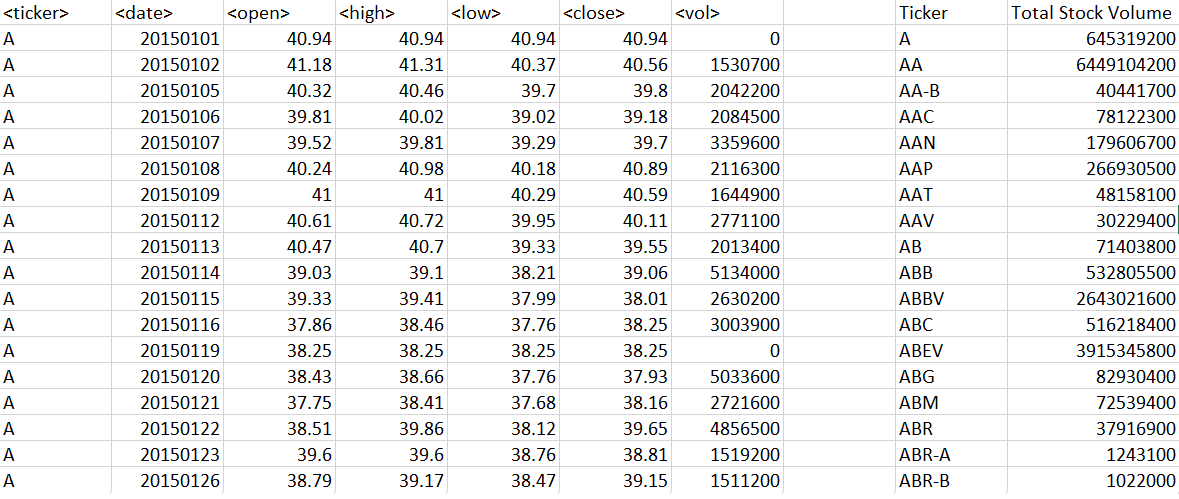 <ticker> <date> <open> <high> <low> <close> <vol> Ticker Total Stock Volume
A 20150101 40.94 40.94 40.94 40.94 0 A 645319200
A 20150102 41.18 41.31 40.37 40.56 1530700 AA 6449104200
A 20150105 40.32 40.46 39.7 39.8 2042200 AA-B 40441700
A 20150106 39.81 40.02 39.02 39.18 2084500 AAC 78122300
A 20150107 39.52 39.81 39.29 39.7 3359600 AAN 179606700
A 20150108 40.24 40.98 40.18 40.89 2116300 AAP 266930500
A 20150109 41 41 40.29 40.59 1644900 AAT 48158100
A 20150112 40.61 40.72 39.95 40.11 2771100 AAV 30229400
A 20150113 40.47 40.7 39.33 39.55 2013400 AB 71403800
A 20150114 39.03 39.1 38.21 39.06 5134000 ABB 532805500
A 20150115 39.33 39.41 37.99 38.01 2630200 ABBV 2643021600
A 20150116 37.86 38.46 37.76 38.25 3003900 ABC 516218400
A 20150119 38.25 38.25 38.25 38.25 0 ABEV 3915345800
A 20150120 38.43 38.66 37.76 37.93 5033600 ABG 82930400
A 20150121 37.75 38.41 37.68 38.16 2721600 ABM 72539400
A 20150122 38.51 39.86 38.12 39.65 4856500 ABR 37916900
A 20150123 39.6 39.6 38.76 38.81 1519200 ABR-A 1243100
A 20150126 38.79 39.17 38.47 39.15 1511200 ABR-B 1022000